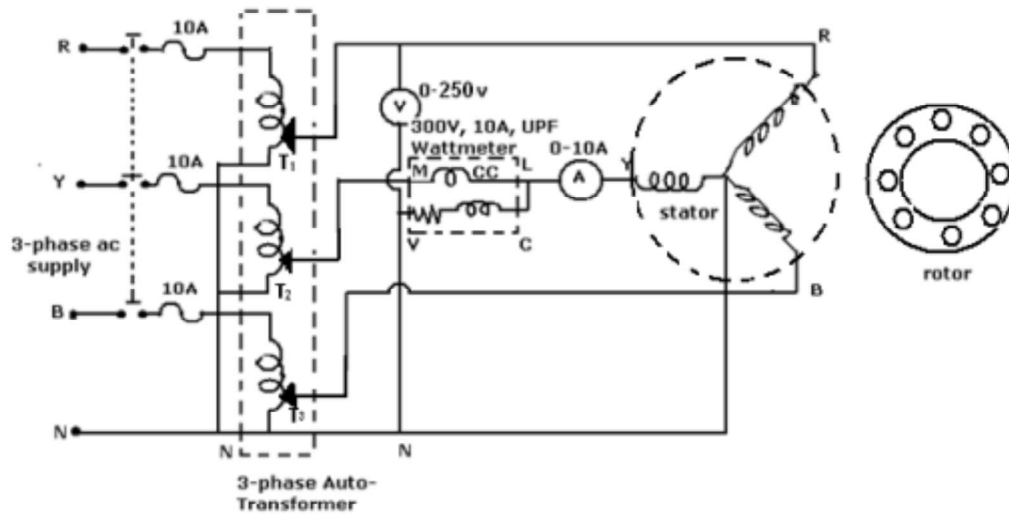 10A
R
R
0-250v
V
300V, 10A, UPF
Wattmeter
0-10A
T1
10A
M
CC
L
A
Y
Y
stator
V
C
rotor
3-phase ac
supply
T2
10A
B
B
T3
N
N
N
3-phase Auto-
Transformer